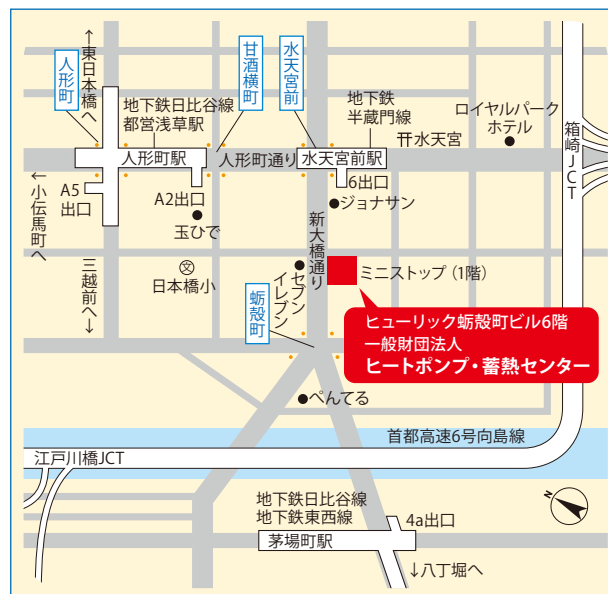 ↑東日本橋へ
人形町
甘酒横町
水天宮前
地下鉄日比谷線
都営浅草駅
地下鉄
半蔵門線
ロイヤルパーク
ホテル
箱崎JCT
水天宮
人形町駅
人形町通り
水天宮前駅
A5
出口
A2出口
6出口
←小伝馬町へ
玉ひで
ジョナサン
新大橋通り
三越前へ→
文
日本橋小
セブン
イレブン
ミニストップ（1階）
蛎殻町
ヒューリック蛎殻町ビル6階
一般財団法人
ヒートポンプ・蓄熱センター
ぺんてる
首都高速6号向島線
江戸川橋JCT
N
地下鉄日比谷線
地下鉄東西線
4a出口
茅場町駅
↓八丁堀へ